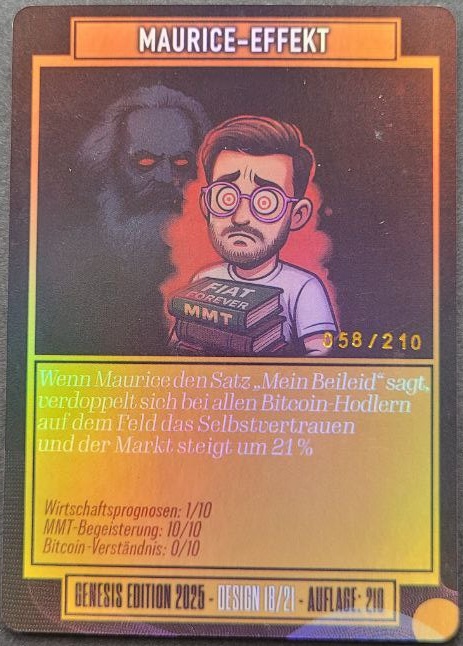 MAURICE-EFFEKT
FIAT
FOREVER
MMT
058/210
Wenn Maurice den Satz „Mein Beileid“ sagt,
verdoppelt sich bei allen Bitcoin-Hodlern
auf dem Feld das Selbstvertrauen
und der Markt steigt um 21 %
Wirtschaftsprognosen: 1/10
MMT-Begeisterung: 10/10
Bitcoin-Verständnis: 0/10
GENESIS EDITION 2025 - DESIGN 18/21 - AUFLAGE: 210